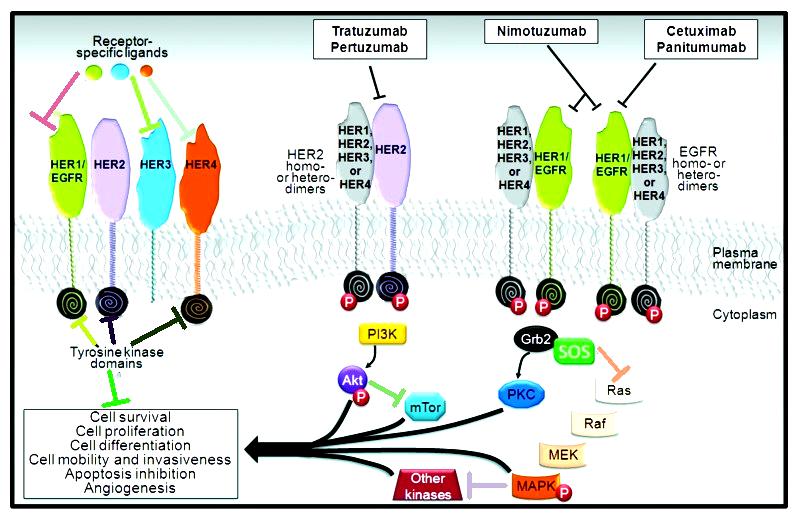 Receptor-
specific ligands
HER1/
EGFR
HER2
HER3
HER4
Tyrosine kinase
domains
Cell survival
Cell proliferation
Cell differentiation
Cell mobility and invasiveness
Apoptosis inhibition
Angiogenesis
Tratuzumab
Pertuzumab
HER2
homo-
or hetero-
dimers
HER1,
HER2,
HER3,
or
HER4
HER2
P
P
PI3K
Akt
P
mTor
Nimotuzumab
Cetuximab
Panitumumab
HER1,
HER2,
HER3,
or
HER4
HER1/
EGFR
HER1/
EGFR
HER1,
HER2,
HER3,
or
HER4
EGFR
homo- or
hetero-
dimers
P
P
P
P
Plasma
membrane
Cytoplasm
Grb2
SOS
PKC
Ras
Raf
MEK
MAPK
P
Other
kinases